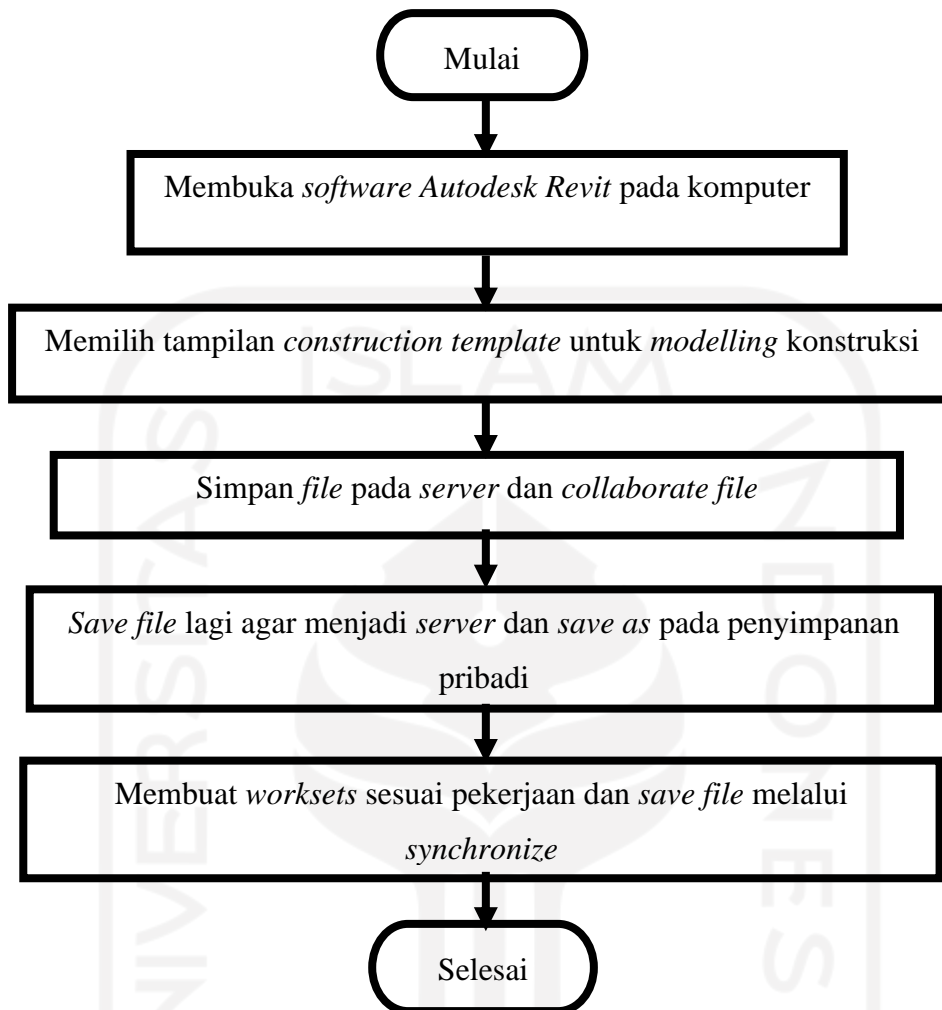 Mulai
Membuka software Autodesk Revit pada komputer
Memilih tampilan construction template untuk modelling konstruksi
Simpan file pada server dan collaborate file
Save file lagi agar menjadi server dan save as pada penyimpanan
pribadi
Membuat worksets sesuai pekerjaan dan save file melalui
synchronize
Selesai
ISLAM